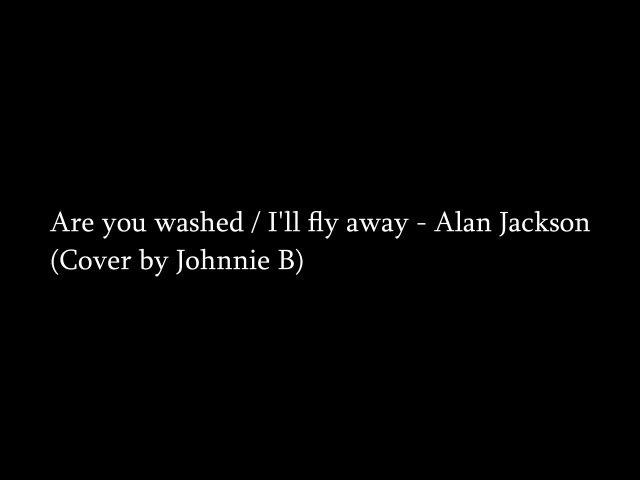 Are you washed / I'll fly away - Alan Jackson
(Cover by Johnnie B)